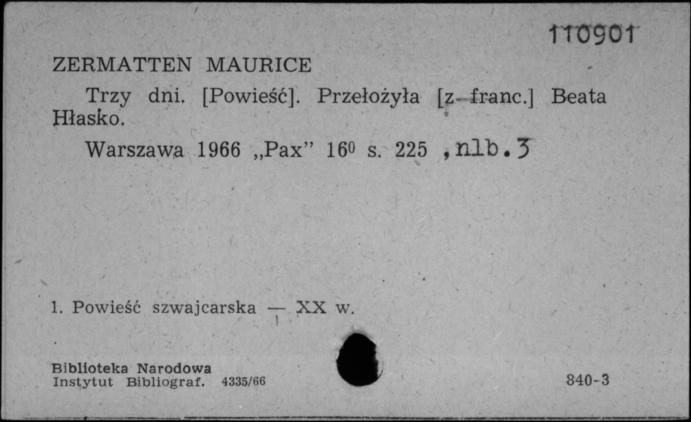 110901
ZERMATTEN MAURICE
Trzy dni. [Powieść]. Przełożyła [z franc.] Beata
Hłasko.
Warszawa 1966 „Pax” 16⁰ s. 225 , nlb. 3
1. Powieść szwajcarska — XX w.
Biblioteka Narodowa
Instytut Bibliograf. 4335/66
840-3